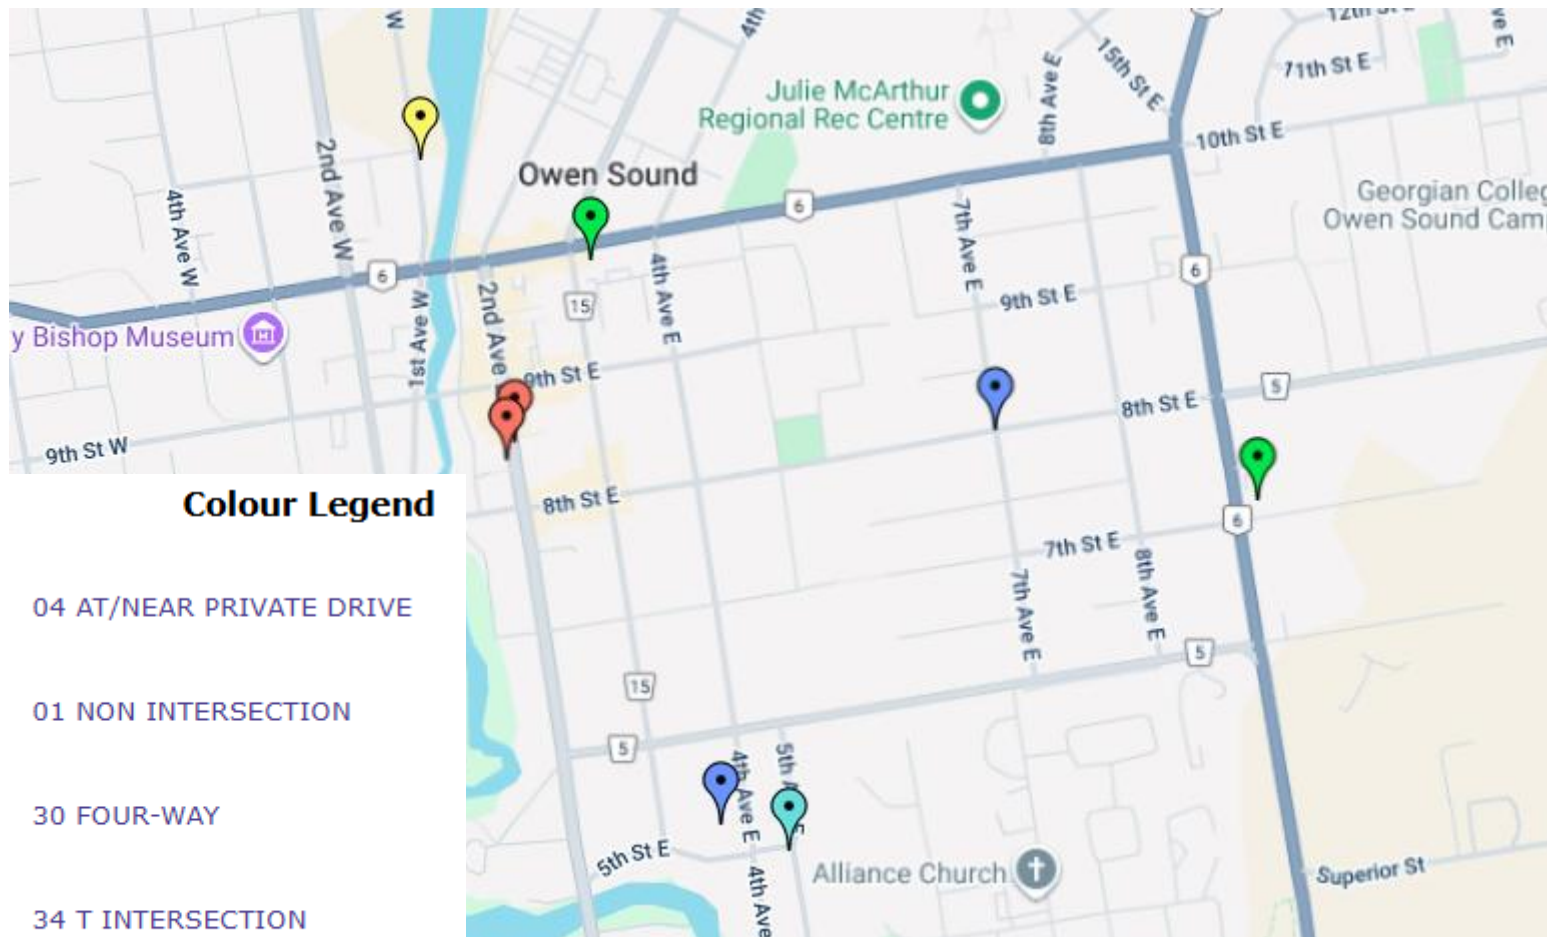 W
4th
12th St E
ve E
15th St E
8th Ave E
71th St E
Julie McArthur
Regional Rec Centre
10th St E
2nd Ave W
Owen Sound
4th Ave W
6
7th Ave E
Georgian Colleg
Owen Sound Cam
6
4th Ave E
6
1st Ave W
2nd Ave
15
9th St E
y Bishop Museum
9th St E
5
8th St E
9th St W
8th St E
6
7th St E
8th Ave E
7th Ave E
5
15
5
4th Ave E
5th A
E
5th St E
4th Ave
Alliance Church
Superior St
Colour Legend
04 AT/NEAR PRIVATE DRIVE
01 NON INTERSECTION
30 FOUR-WAY
34 T INTERSECTION